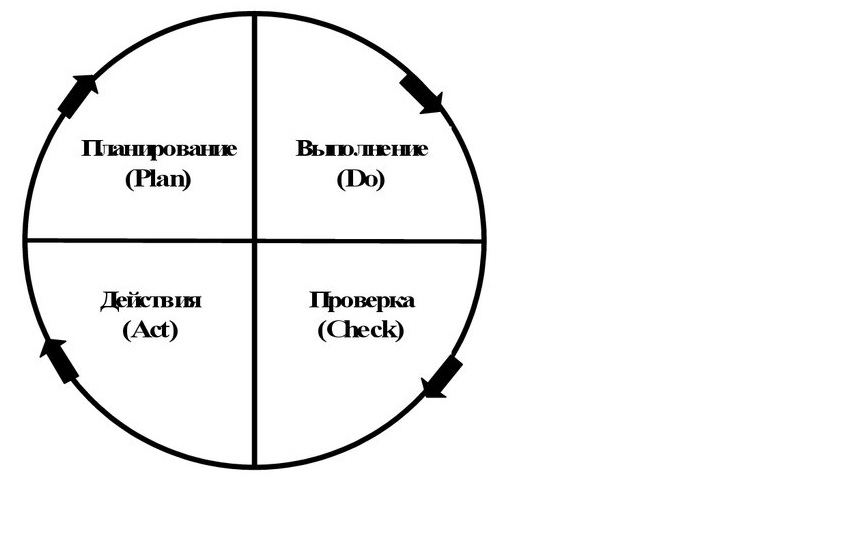 Планирование
(Plan)
Выполнение
(Do)
Действия
(Act)
Проверка
(Check)